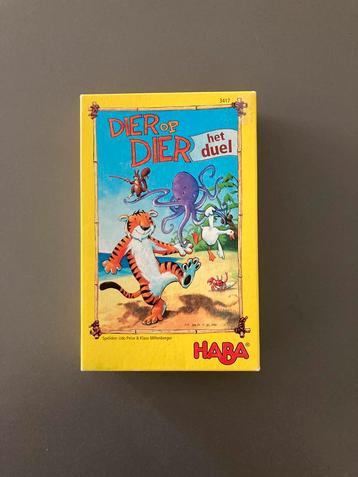 3417
DIER OP
DIER
het
duel
Spelidee: Udo Peise & Klaus Miltenberger
HABA